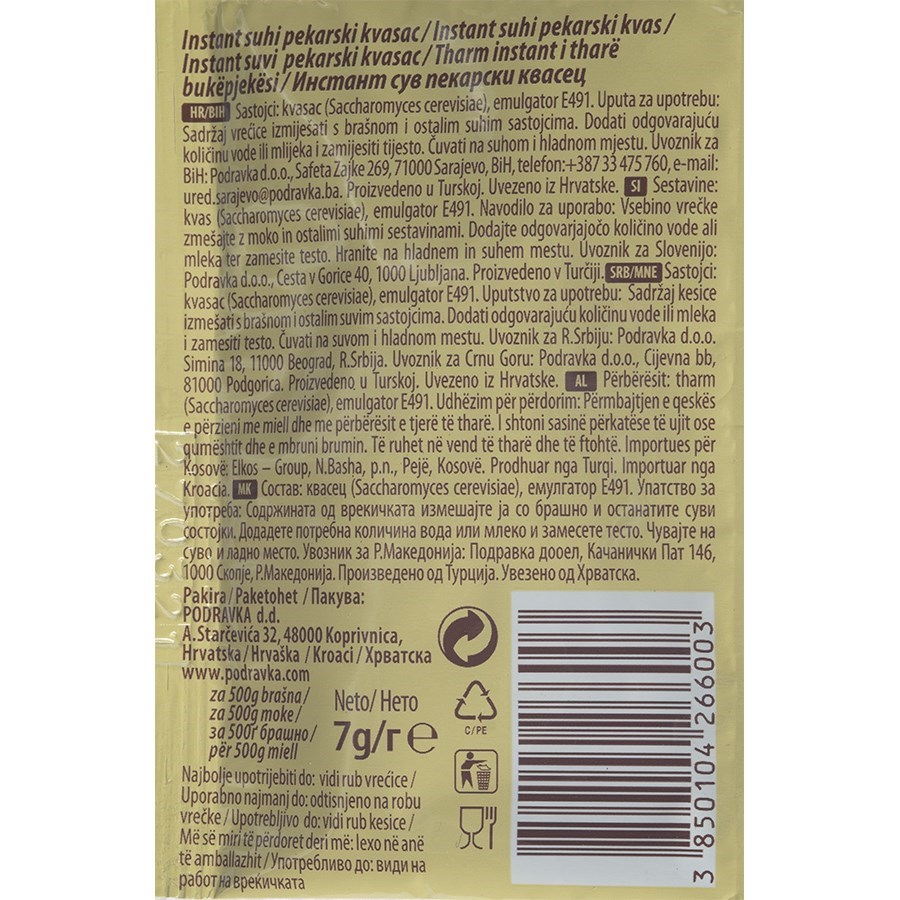 Instant suhi pekarski kvasac / Instant suhi pekarski kvas /
Instant suvi pekarski kvasac / Tharm instant i tharë
bukëpjekësi / Инстант сув пекарски квасец
HR/BIH Sastojci: kvasac (Saccharomyces cerevisiae), emulgator E491. Uputa za upotrebu:
Sadržaj vrećice izmiješati s brašnom i ostalim suhim sastojcima. Dodati odgovarajuću
količinu vode ili mlijeka i zamijesiti tijesto. Čuvati na suhom i hladnom mjestu. Uvoznik za
BiH: Podravka d.o.o., Safeta Zajke 269, 71000 Sarajevo, BiH, telefon:+387 33 475 760, e-mail:
ured.sarajevo@podravka.ba. Proizvedeno u Turskoj. Uvezeno iz Hrvatske. SI Sestavine:
kvas (Saccharomyces cerevisiae), emulgator E491. Navodilo za uporabo: Vsebino vrečke
zmešajte z moko in ostalimi suhimi sestavinami. Dodajte odgovarjajočo količino vode ali
mleka ter zamesite testo. Hranite na hladnem in suhem mestu. Uvoznik za Slovenijo:
Podravka d.o.o., Cesta v Gorice 40, 1000 Ljubljana. Proizvedeno v Turčiji. SRB/MNE Sastojci:
kvasac (Saccharomyces cerevisiae), emulgator E491. Uputstvo za upotrebu: Sadržaj kesice
izmešati s brašnom i ostalim suvim sastojcima. Dodati odgovarajuću količinu vode ili mleka
i zamesiti testo. Čuvati na suvom i hladnom mestu. Uvoznik za R.Srbiju: Podravka d.o.o.
Simina 18, 11000 Beograd, R.Srbija. Uvoznik za Crnu Goru: Podravka d.o.o., Cijevna bb,
81000 Podgorica. Proizvedeno u Turskoj. Uvezeno iz Hrvatske. AL Përbërësit: tharm
(Saccharomyces cerevisiae), emulgator E491. Udhëzim për përdorim: Përmbajtjen e qeskës
e përzieni me miell dhe me përbërësit e tjerë të tharë. I shtoni sasinë përkatëse të ujit ose
qumështit dhe e mbruni brumin. Të ruhet në vend të tharë dhe të ftohtë. Importues për
Kosovë: Elkos – Group, N.Basha, p.n., Pejë, Kosovë. Prodhuar nga Turqi. Importuar nga
Kroacia. MK Состав: квасец (Saccharomyces cerevisiae), емулгатор Е491. Упатство за
употреба: Содржината од врекичката измешајте ја со брашно и останатите суви
состојки. Додадете потребна количина вода или млеко и замесете тесто. Чувајте на
суво и ладно место. Увозник за Р.Македонија: Подравка дооел, Качанички Пат 146,
1000 Скопје, Р.Македонија. Произведено од Турција. Увезено од Хрватска.
Pakira / Paketohet / Пакува:
PODRAVKA d.d.
A.Starčevića 32, 48000 Koprivnica,
Hrvatska / Hrvaška / Kroaci / Хрватска
www.podravka.com
za 500g brašna /
za 500g moke /
за 500г брашно /
për 500g miell
Neto/ Нето
7g/г e
C/PE
Najbolje upotrijebiti do: vidi rub vrećice /
Uporabno najmanj do: odtisnjeno na robu
vrečke / Upotrebljivo do: vidi rub kesice /
Më së miri të përdoret deri më: lexo në anë
të amballazhit / Употребливо до: види на
работ на врекичката
3 850104 266003